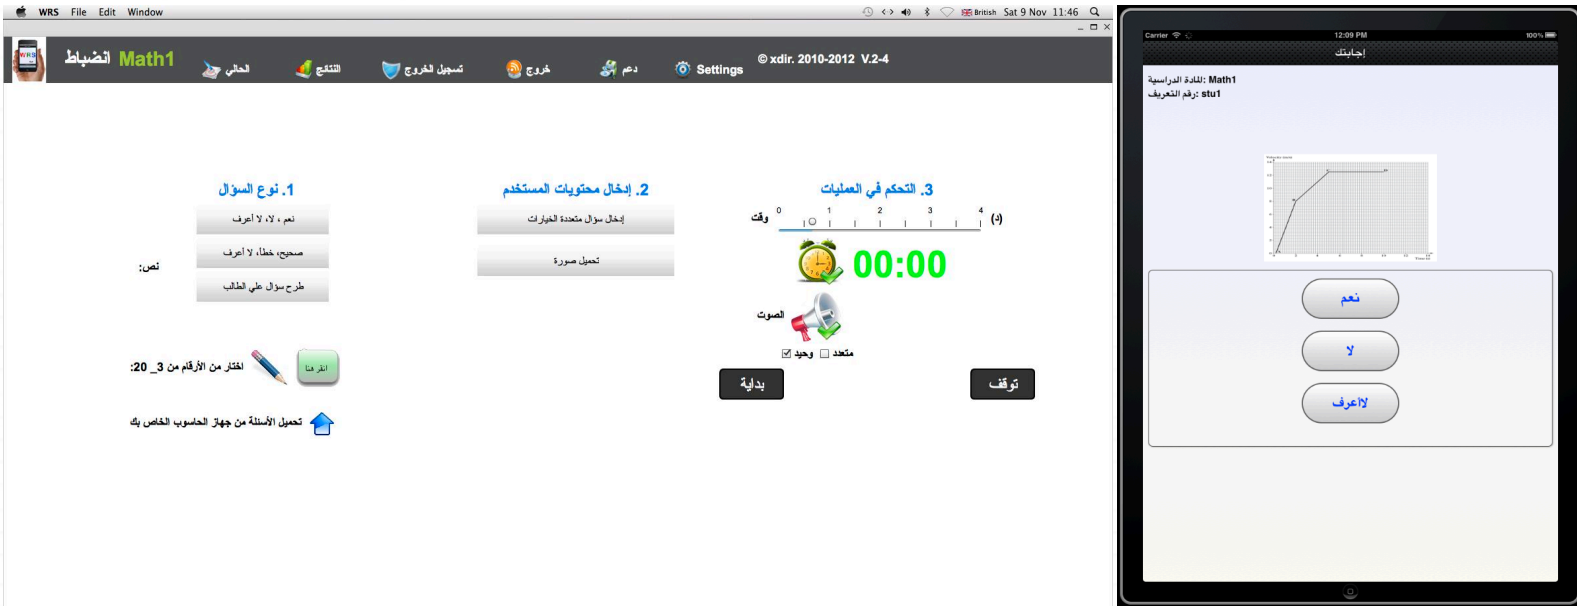 WRS File Edit Window
British Sat 9 Nov 11:46
WRS
انضباط Math1
الحالي
النتائج
تسجيل الخروج
خروج
دعم
Settings
© xdir. 2010-2012 V.2-4
1. نوع السؤال
نعم ، لا، لا أعرف
صحيح، خطأ، لا أعرف
طرح سؤال علي الطالب
نص:
انقر هنا
اختار من الأرقام من 3_ 20:
تحميل الأسئلة من جهاز الحاسوب الخاص بك
2. إدخال محتويات المستخدم
إدخال سؤال متعددة الخيارات
تحميل صورة
3. التحكم في العمليات
وقت 0 1 2 3 4 (د)
00:00
الصوت
متعدد وحيد
بداية
توقف
Carrier 12:09 PM 100%
إجابتك
المادة الدراسية: Math1
رقم التعريف: stu1
نعم
لا
لاأعرف